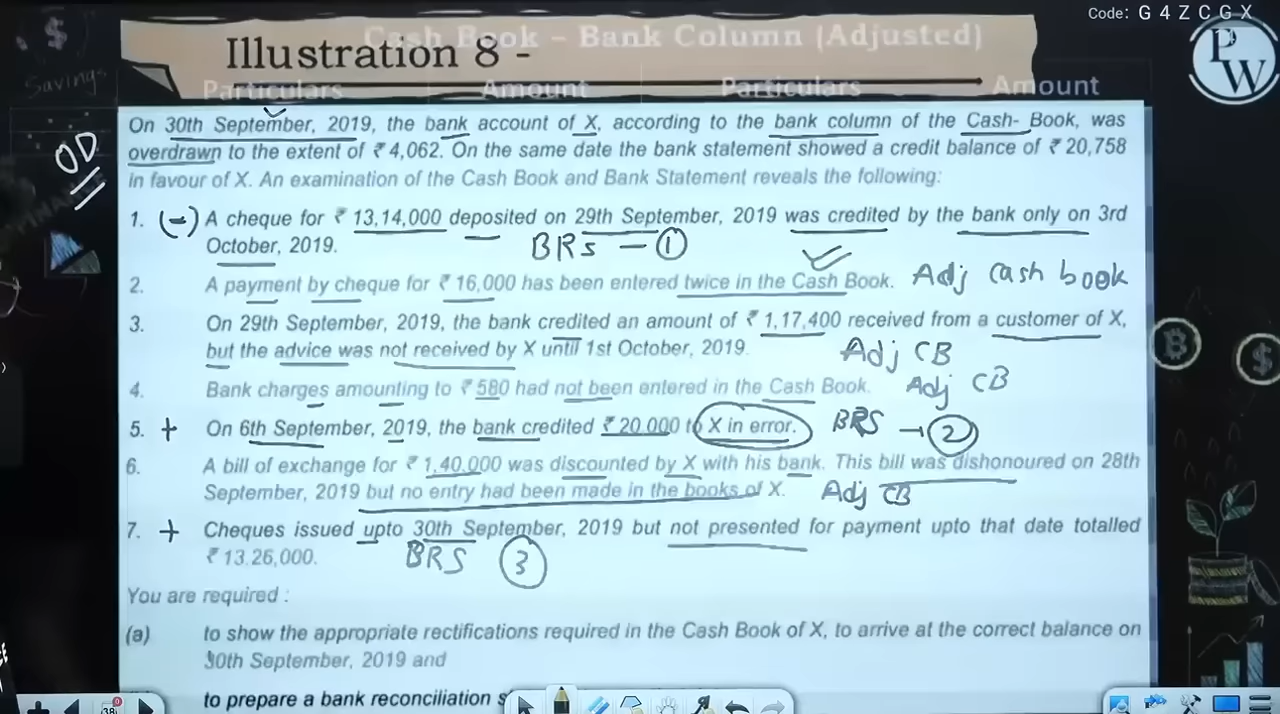 Code: G 4 Z C G X
Cash Book – Bank Column (Adjusted)
Illustration 8 -
PW
Savings
Particulars Amount Particulars Amount
OD
On 30th September, 2019, the bank account of X, according to the bank column of the Cash- Book, was
overdrawn to the extent of ₹ 4,062. On the same date the bank statement showed a credit balance of ₹ 20,758
in favour of X. An examination of the Cash Book and Bank Statement reveals the following:
1. (-) A cheque for ₹ 13,14,000 deposited on 29th September, 2019 was credited by the bank only on 3rd
October, 2019. BRS — ①
2. A payment by cheque for ₹ 16,000 has been entered twice in the Cash Book. Adj cash book
3. On 29th September, 2019, the bank credited an amount of ₹ 1,17,400 received from a customer of X,
but the advice was not received by X until 1st October, 2019. Adj CB
4. Bank charges amounting to ₹ 580 had not been entered in the Cash Book. Adj CB
5. + On 6th September, 2019, the bank credited ₹ 20,000 to X in error. BRS → ②
6. A bill of exchange for ₹ 1,40,000 was discounted by X with his bank. This bill was dishonoured on 28th
September, 2019 but no entry had been made in the books of X. Adj CB
7. + Cheques issued upto 30th September, 2019 but not presented for payment upto that date totalled
₹ 13,26,000. BRS ③
You are required :
(a) to show the appropriate rectifications required in the Cash Book of X, to arrive at the correct balance on
30th September, 2019 and
to prepare a bank reconciliation s
38